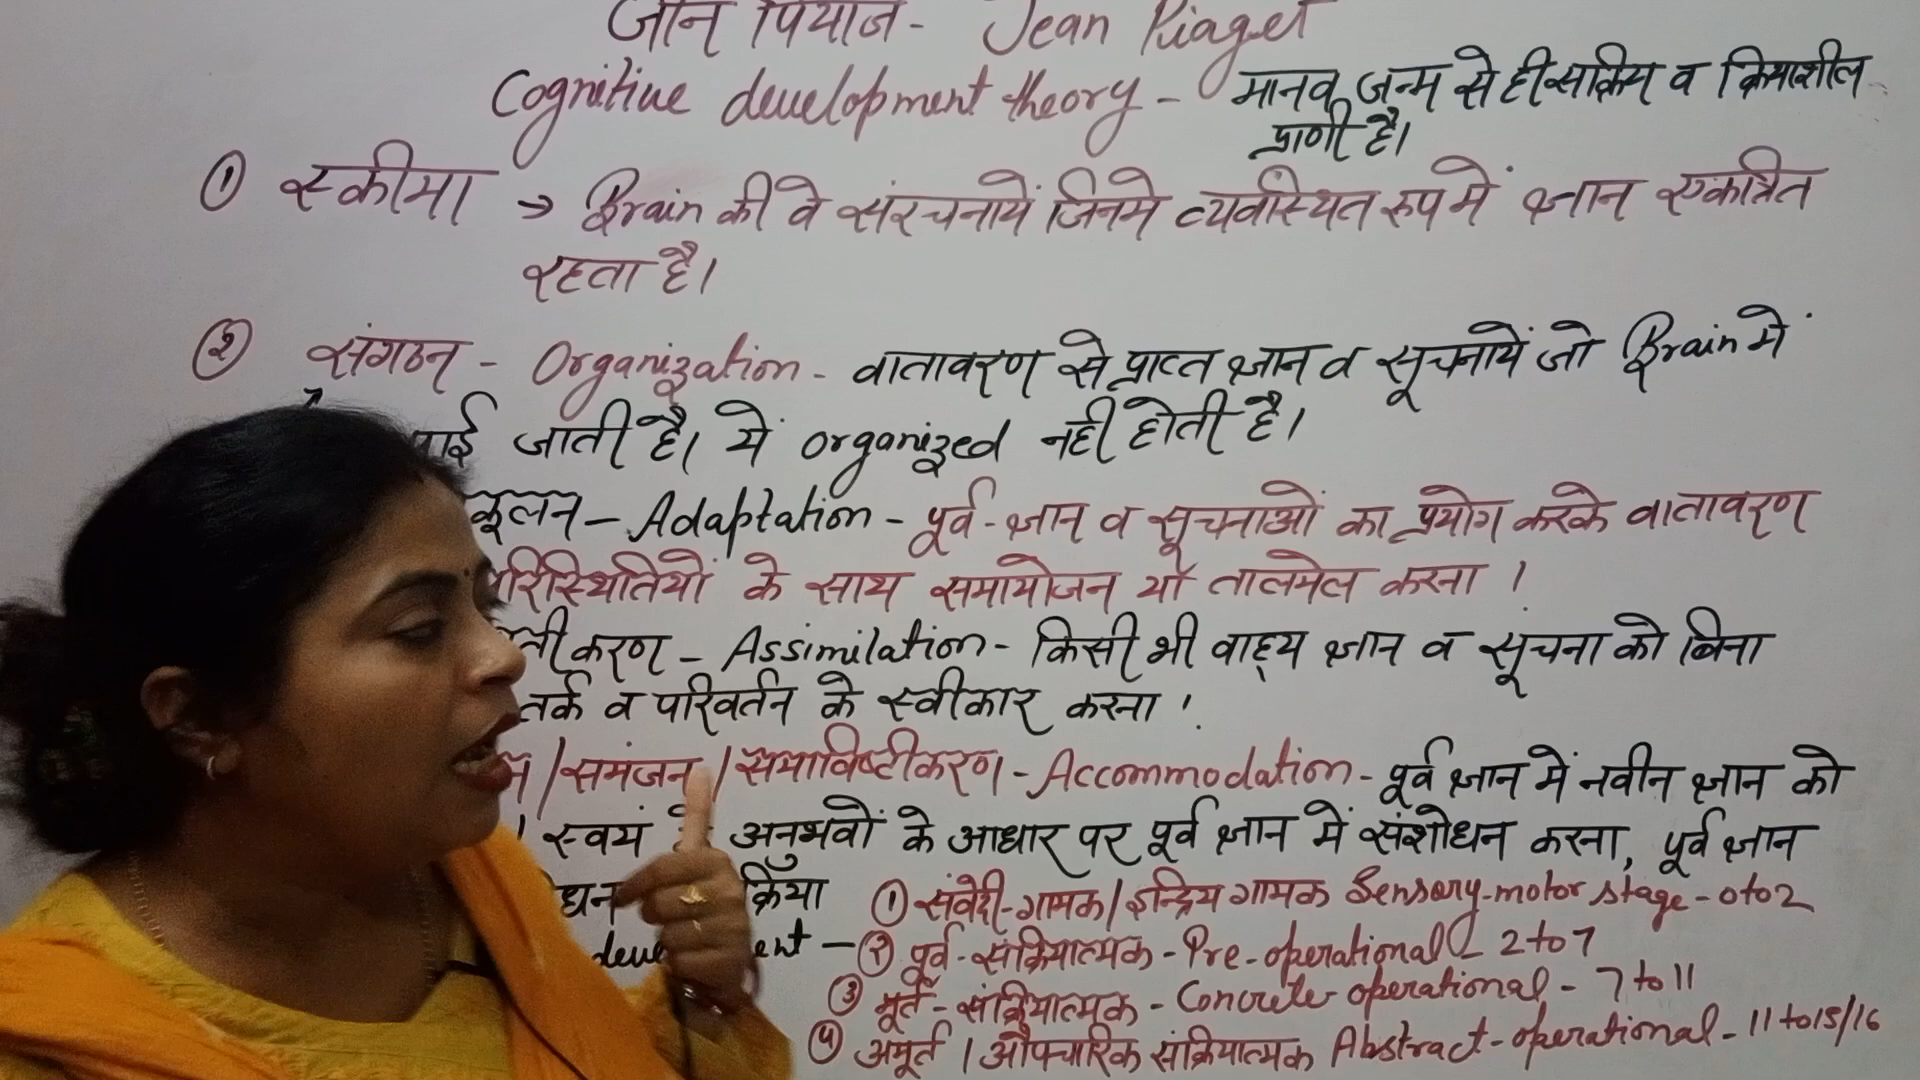 जीन पियाजे - Jean Piaget
Cognitive development theory - मानव जन्म से ही सक्रिय व क्रियाशील
प्राणी है।
① स्कीमा → Brain की वे संरचनायें जिनमे व्यवस्थित रूप में ज्ञान एकत्रित
रहता है।
② संगठन - Organization - वातावरण से प्राप्त ज्ञान व सूचनायें जो Brain में
पाई जाती है। ये organized नही होती है।
कूलन - Adaptation - पूर्व-ज्ञान व सूचनाओं का प्रयोग करके वातावरण
परिस्थितियों के साथ समायोजन या तालमेल करना।
करण - Assimilation - किसी भी वाह्य ज्ञान व सूचना को बिना
तर्क व परिवर्तन के स्वीकार करना।
/ समंजन / समाविष्टीकरण - Accommodation - पूर्व ज्ञान में नवीन ज्ञान को
स्वयं के अनुभवों के आधार पर पूर्व ज्ञान में संशोधन करना, पूर्व ज्ञान
धन क्रिया
① संवेदी-गामक / इन्द्रिय गामक Sensory-motor stage - 0 to 2
deve ent - ② पूर्व-संक्रियात्मक - Pre-operational - 2 to 7
③ मूर्त-संक्रियात्मक - Concrete operational - 7 to 11
④ अमूर्त / औपचारिक संक्रियात्मक Abstract-operational - 11 to 15/16